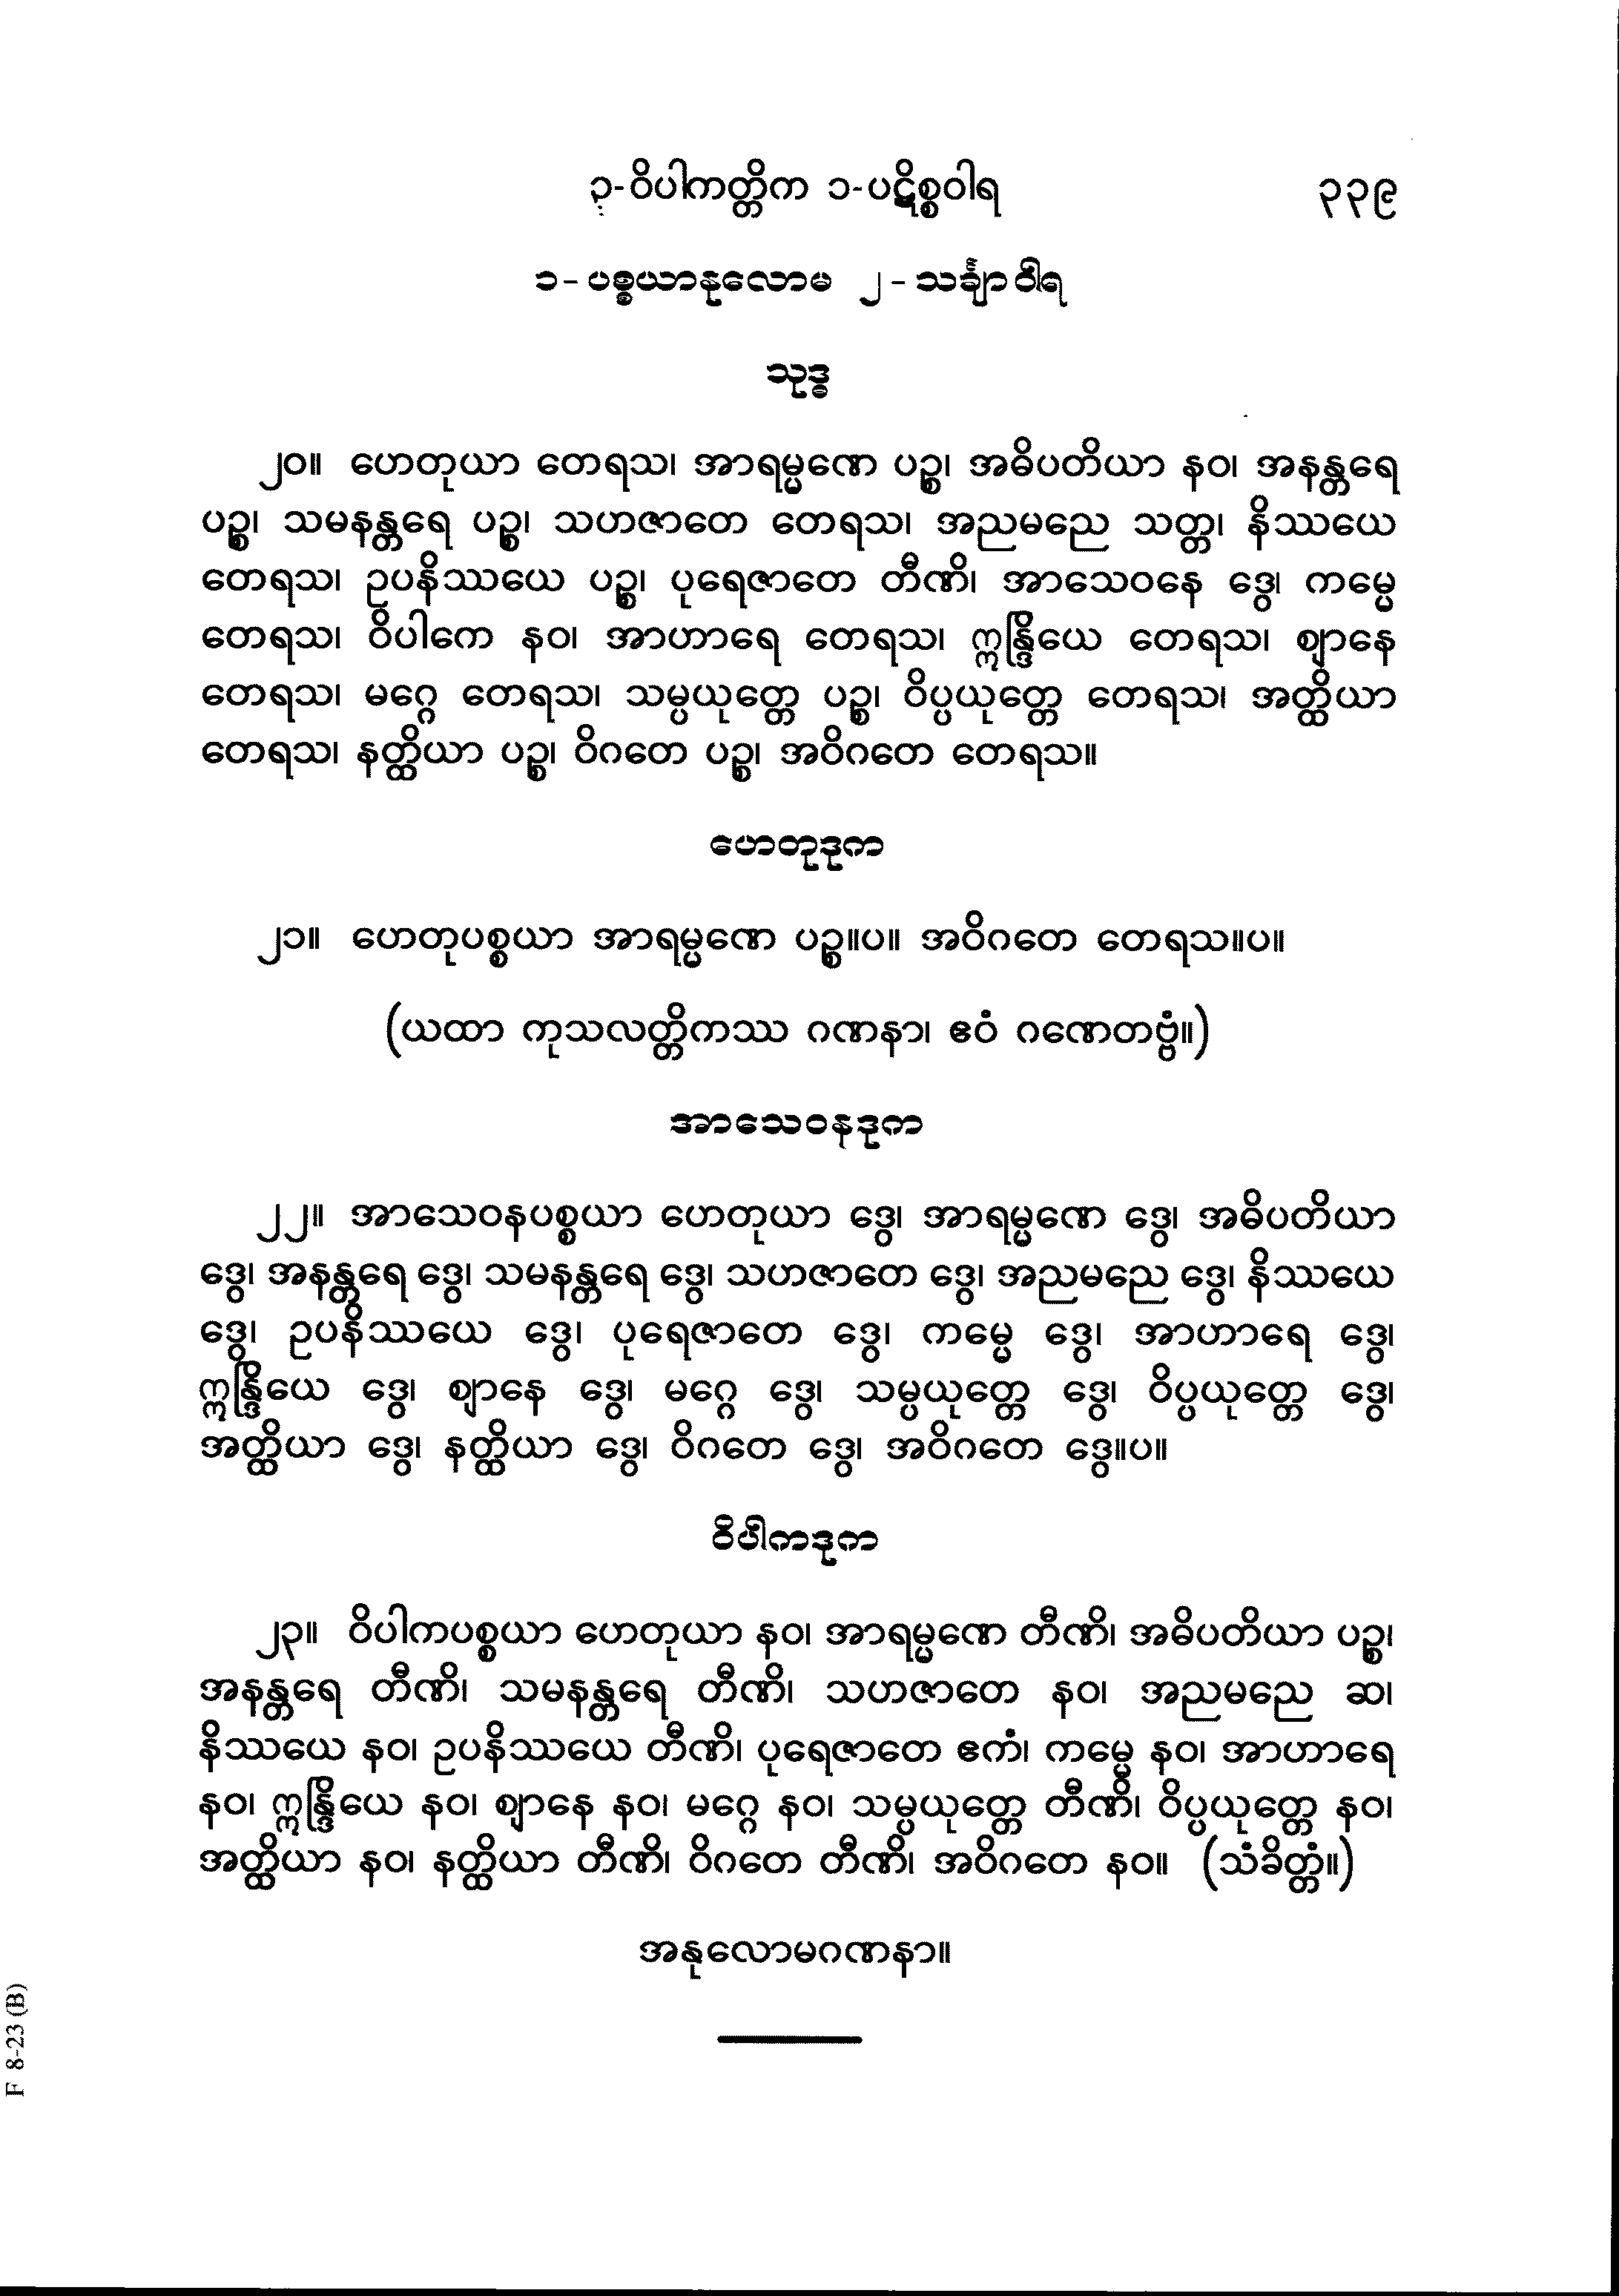 ၃-ဝိပါကတ္တိက ၁-ပဋိစ္စဝါရ ၃၃၉
၁-ပစ္စယာနုလောမ ၂-သင်္ချာဝါရ
သုဒ္ဓ
၂၀။ ဟေတုယာ တေရသ၊ အာရမ္မဏေ ပဉ္စ၊ အဓိပတိယာ နဝ၊ အနန္တရေ
ပဉ္စ၊ သမနန္တရေ ပဉ္စ၊ သဟဇာတေ တေရသ၊ အညမညေ သတ္တ၊ နိဿယေ
တေရသ၊ ဥပနိဿယေ ပဉ္စ၊ ပုရေဇာတေ တီဏိ၊ အာသေဝနေ ဒွေ၊ ကမ္မေ
တေရသ၊ ဝိပါကေ နဝ၊ အာဟာရေ တေရသ၊ ဣန္ဒြိယေ တေရသ၊ ဈာနေ
တေရသ၊ မဂ္ဂေ တေရသ၊ သမ္ပယုတ္တေ ပဉ္စ၊ ဝိပ္ပယုတ္တေ တေရသ၊ အတ္ထိယာ
တေရသ၊ နတ္ထိယာ ပဉ္စ၊ ဝိဂတေ ပဉ္စ၊ အဝိဂတေ တေရသ။
ဟေတုဒုက
၂၁။ ဟေတုပစ္စယာ အာရမ္မဏေ ပဉ္စ။ပ။ အဝိဂတေ တေရသ။ပ။
(ယထာ ကုသလတ္တိကဿ ဂဏနာ၊ ဧဝံ ဂဏေတဗ္ဗံ။)
အာသေဝနဒုက
၂၂။ အာသေဝနပစ္စယာ ဟေတုယာ ဒွေ၊ အာရမ္မဏေ ဒွေ၊ အဓိပတိယာ
ဒွေ၊ အနန္တရေ ဒွေ၊ သမနန္တရေ ဒွေ၊ သဟဇာတေ ဒွေ၊ အညမညေ ဒွေ၊ နိဿယေ
ဒွေ၊ ဥပနိဿယေ ဒွေ၊ ပုရေဇာတေ ဒွေ၊ ကမ္မေ ဒွေ၊ အာဟာရေ ဒွေ၊
ဣန္ဒြိယေ ဒွေ၊ ဈာနေ ဒွေ၊ မဂ္ဂေ ဒွေ၊ သမ္ပယုတ္တေ ဒွေ၊ ဝိပ္ပယုတ္တေ ဒွေ၊
အတ္ထိယာ ဒွေ၊ နတ္ထိယာ ဒွေ၊ ဝိဂတေ ဒွေ၊ အဝိဂတေ ဒွေ။ပ။
ဝိပါကဒုက
၂၃။ ဝိပါကပစ္စယာ ဟေတုယာ နဝ၊ အာရမ္မဏေ တီဏိ၊ အဓိပတိယာ ပဉ္စ၊
အနန္တရေ တီဏိ၊ သမနန္တရေ တီဏိ၊ သဟဇာတေ နဝ၊ အညမညေ ဆ၊
နိဿယေ နဝ၊ ဥပနိဿယေ တီဏိ၊ ပုရေဇာတေ ဧကံ၊ ကမ္မေ နဝ၊ အာဟာရေ
နဝ၊ ဣန္ဒြိယေ နဝ၊ ဈာနေ နဝ၊ မဂ္ဂေ နဝ၊ သမ္ပယုတ္တေ တီဏိ၊ ဝိပ္ပယုတ္တေ နဝ၊
အတ္ထိယာ နဝ၊ နတ္ထိယာ တီဏိ၊ ဝိဂတေ တီဏိ၊ အဝိဂတေ နဝ။ (သံခိတ္တံ။)
အနုလောမဂဏနာ။
F 8-23 (B)